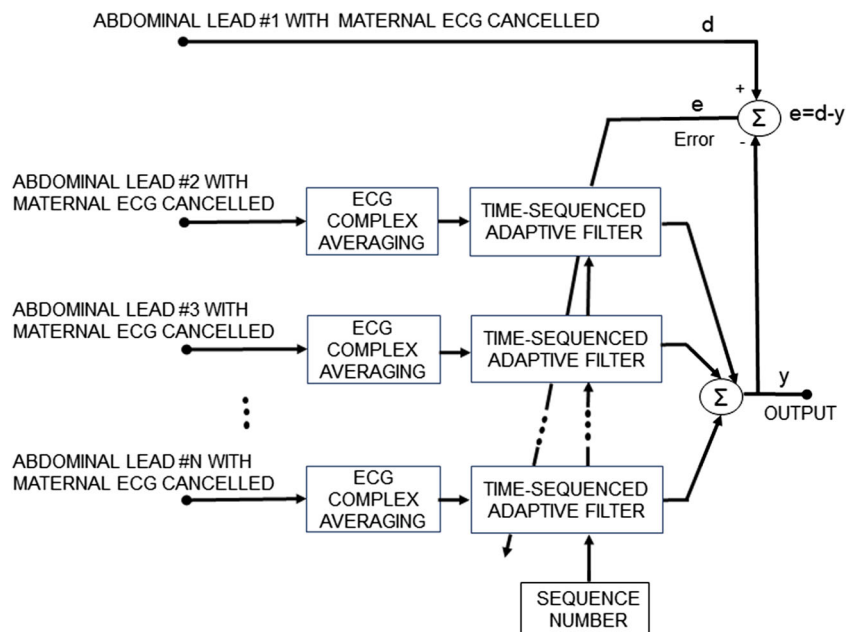 ABDOMINAL LEAD #1 WITH MATERNAL ECG CANCELLED
d
+
e
Σ
e=d-y
Error
-
ABDOMINAL LEAD #2 WITH
MATERNAL ECG CANCELLED
ECG
COMPLEX
AVERAGING
TIME-SEQUENCED
ADAPTIVE FILTER
ABDOMINAL LEAD #3 WITH
MATERNAL ECG CANCELLED
ECG
COMPLEX
AVERAGING
TIME-SEQUENCED
ADAPTIVE FILTER
Σ
y
OUTPUT
ABDOMINAL LEAD #N WITH
MATERNAL ECG CANCELLED
ECG
COMPLEX
AVERAGING
TIME-SEQUENCED
ADAPTIVE FILTER
SEQUENCE
NUMBER